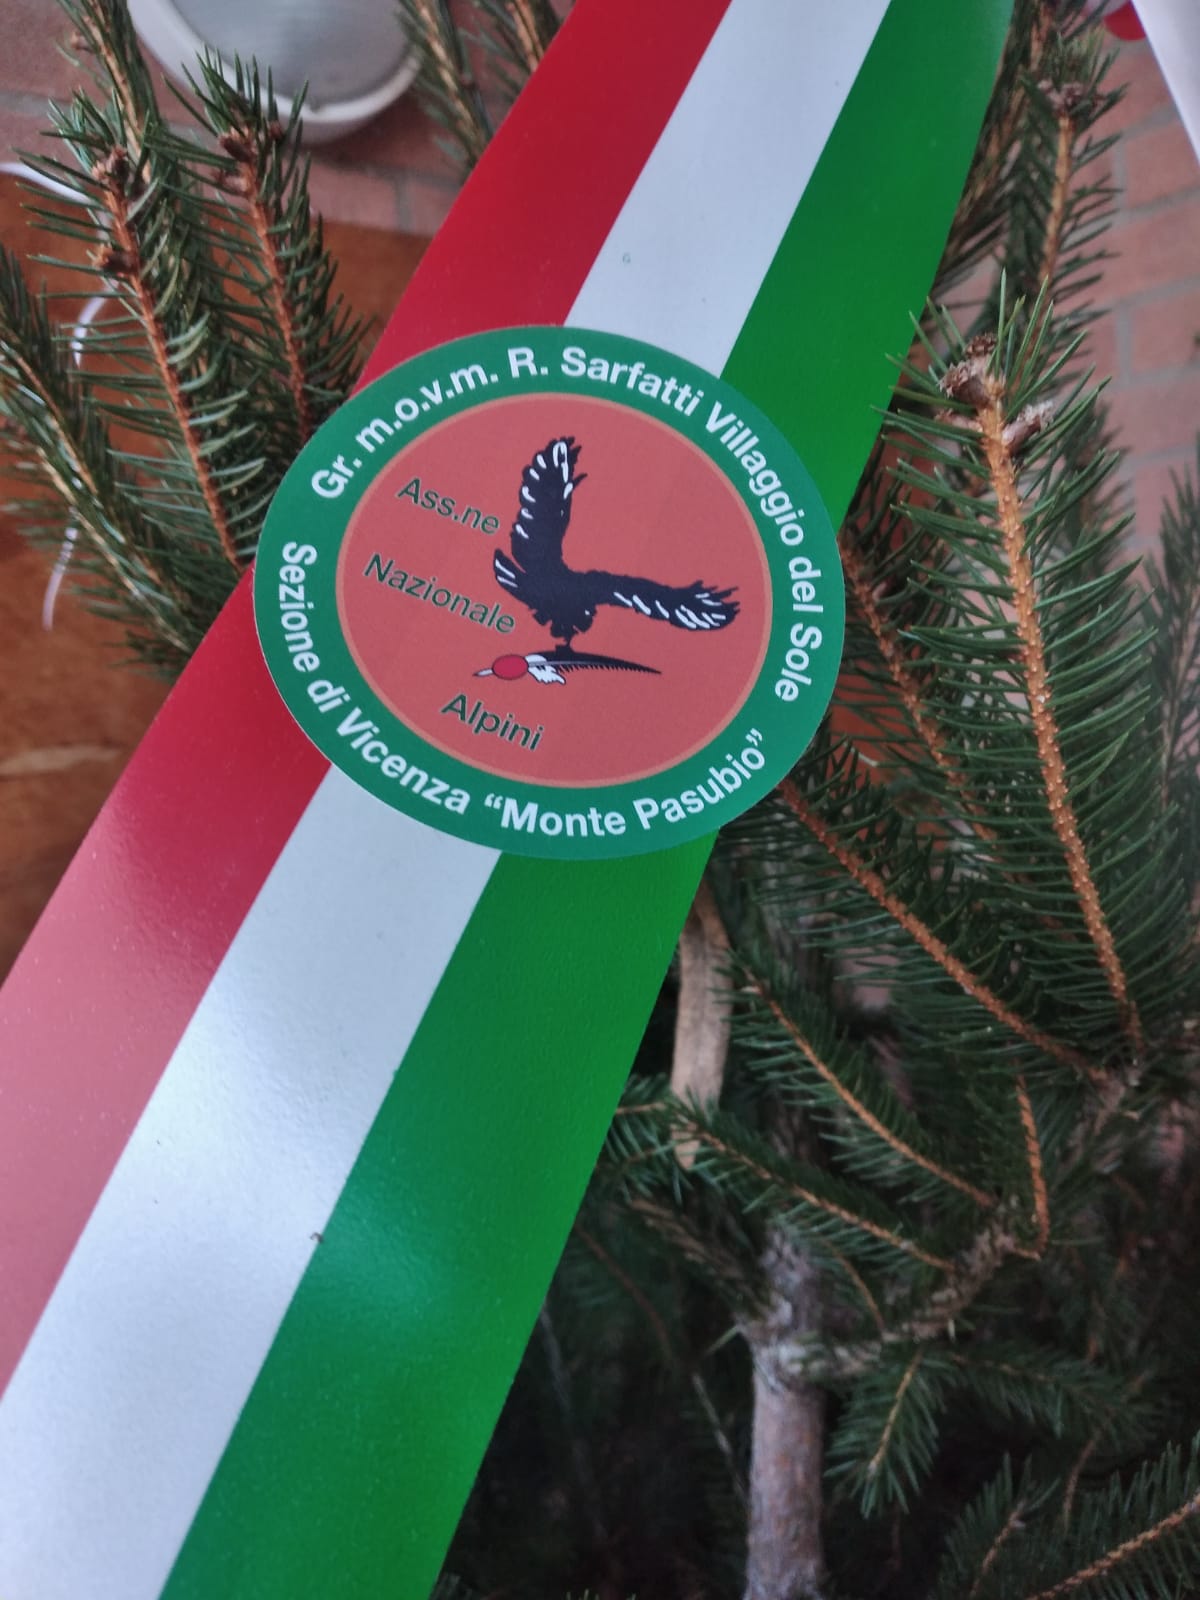 Gr. m.o.v.m. R. Sarfatti Villaggio del Sole
Ass.ne
Nazionale
Alpini
Sezione di Vicenza “Monte Pasubio”